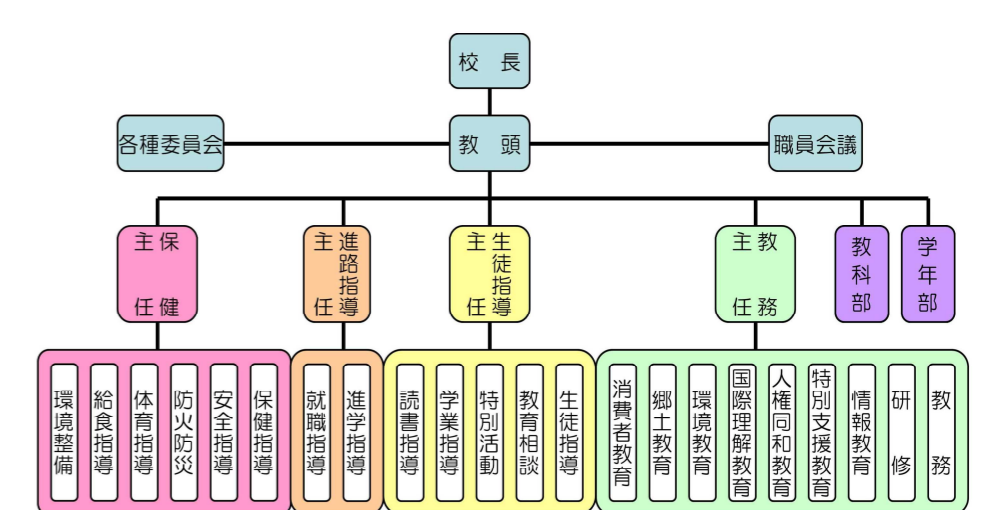 校長
各種委員会
教頭
職員会議
保健主任
進路指導主任
生徒指導主任
教務主任
教科部
学年部
環境整備
給食指導
体育指導
防火防災
安全指導
保健指導
就職指導
進学指導
読書指導
学業指導
特別活動
教育相談
生徒指導
消費者教育
郷土教育
環境教育
国際理解教育
人権同和教育
特別支援教育
情報教育
研修
教務